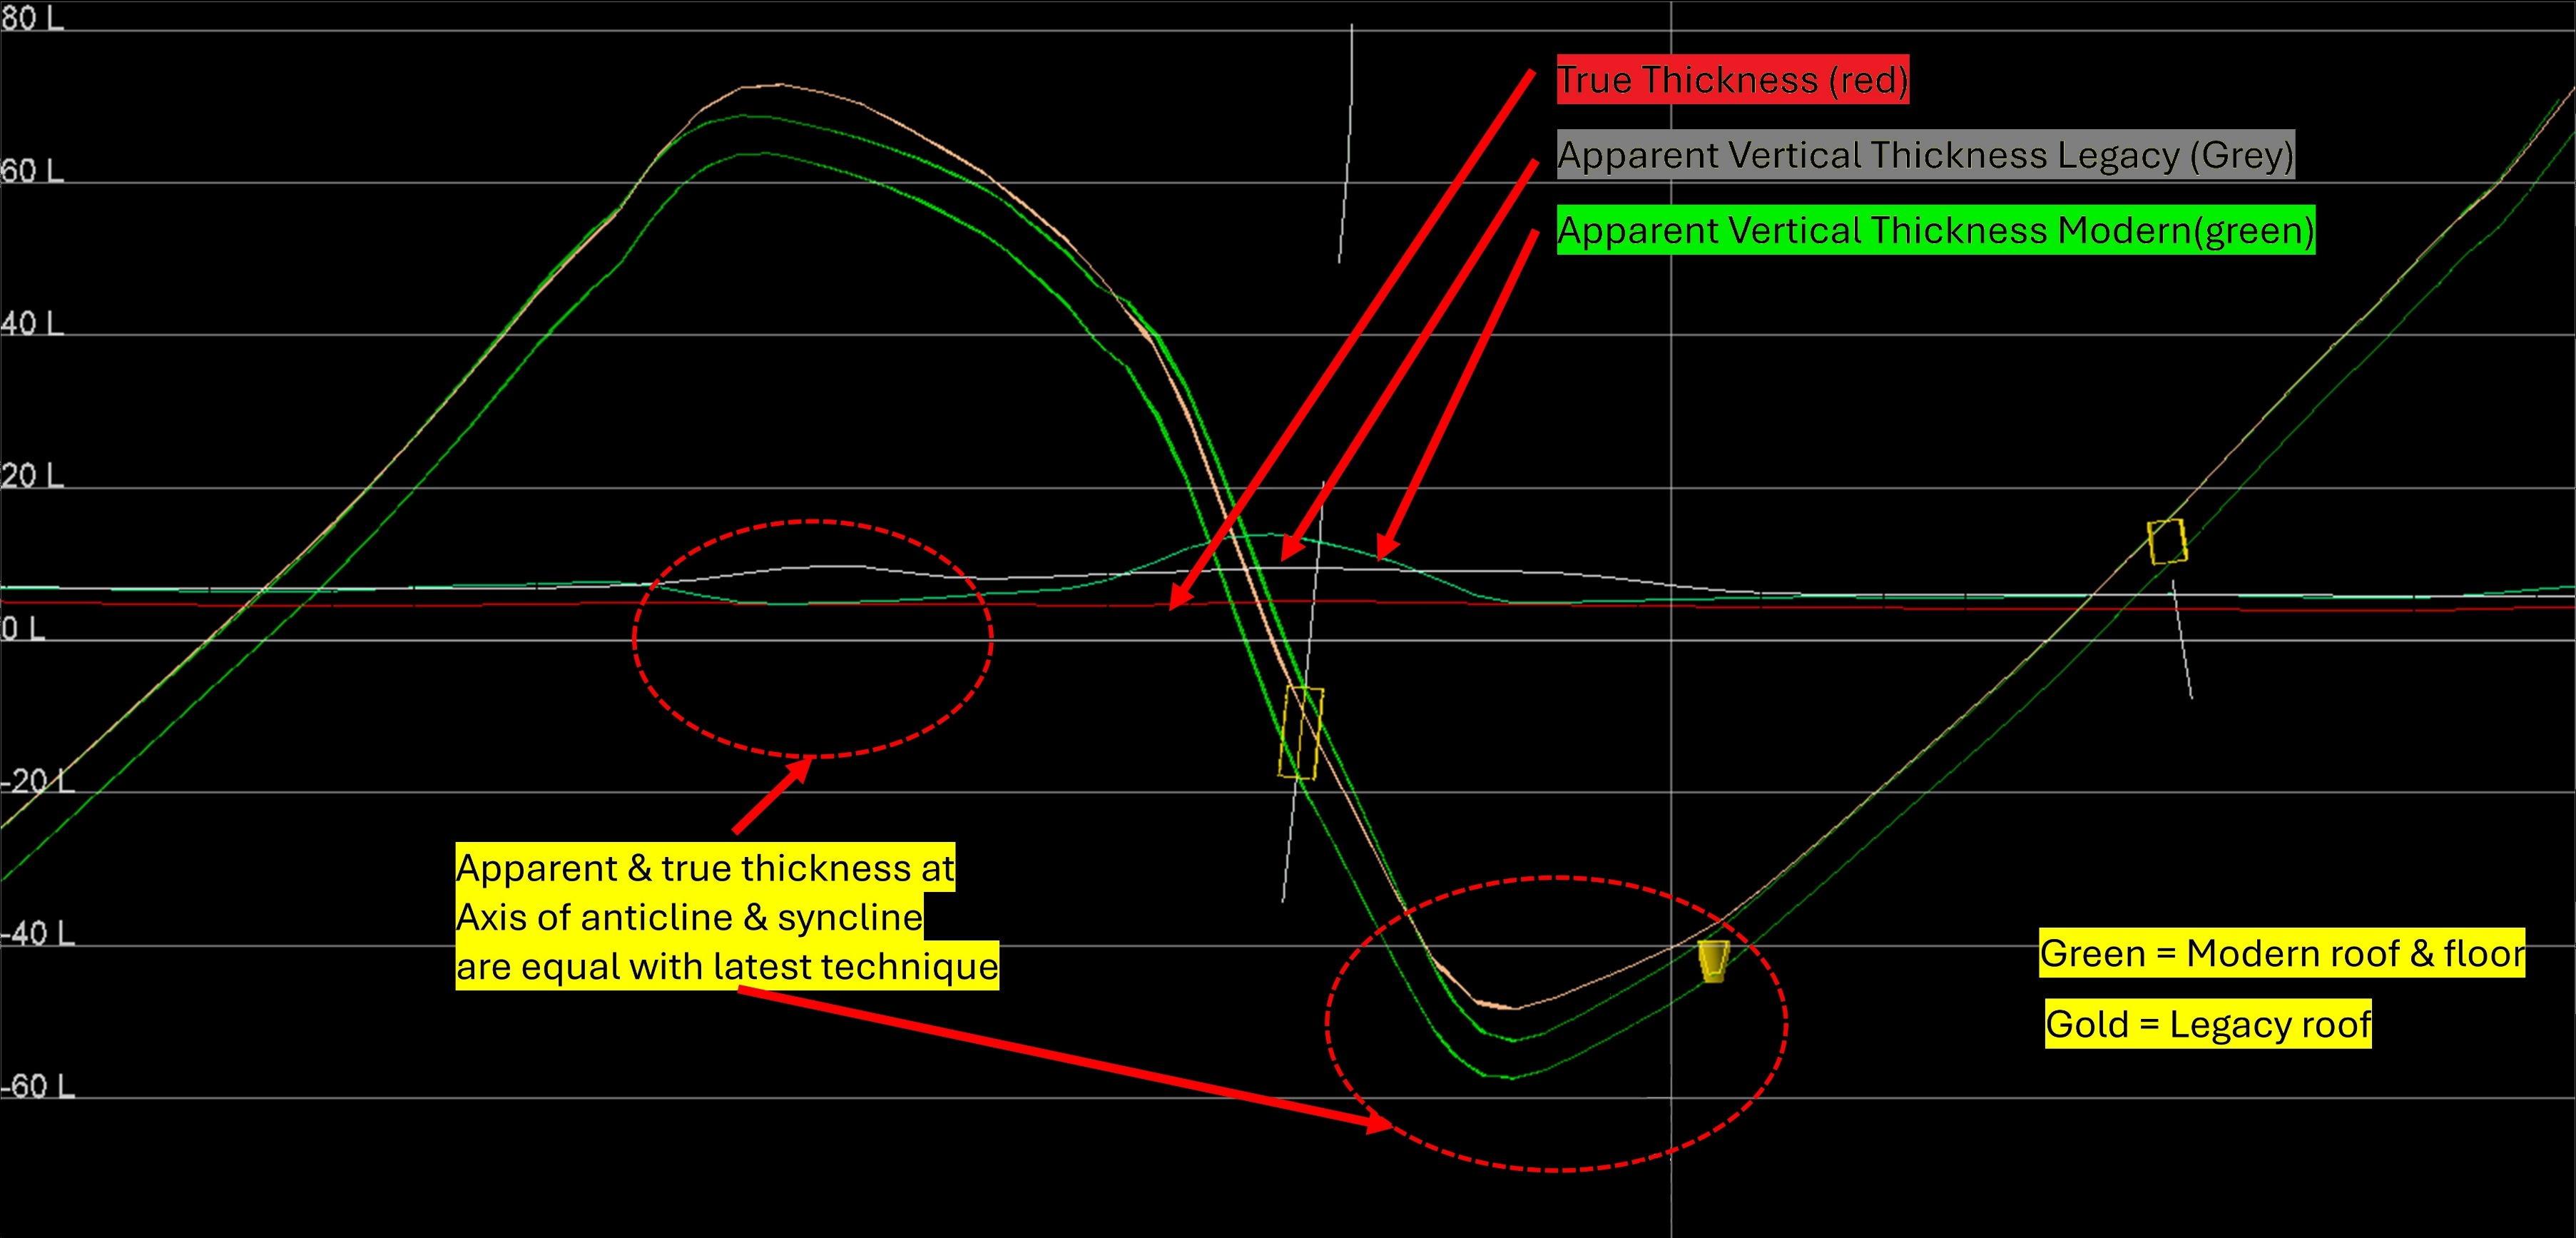 80 L
True Thickness (red)
Apparent Vertical Thickness Legacy (Grey)
60 L
Apparent Vertical Thickness Modern(green)
40 L
20 L
0 L
-20 L
Apparent & true thickness at
Axis of anticline & syncline
are equal with latest technique
-40 L
Green = Modern roof & floor
Gold = Legacy roof
-60 L